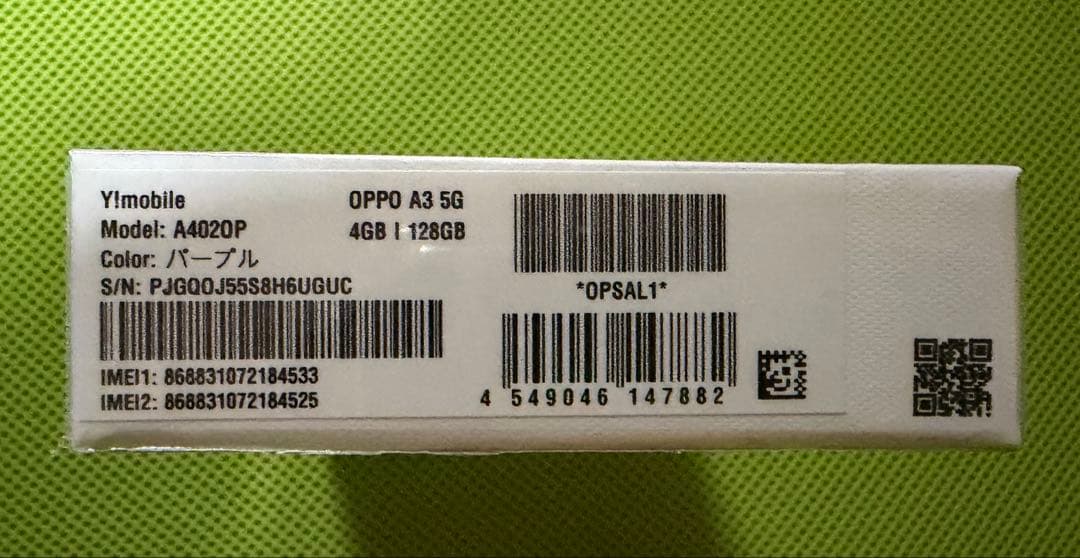 Y!mobile
OPPO A3 5G
Model: A402OP
4GB | 128GB
Color: パープル
S/N: PJGQOJ55S8H6UGUC
IMEI1: 868831072184533
IMEI2: 868831072184525
*OPSAL1*
4 549046 147882